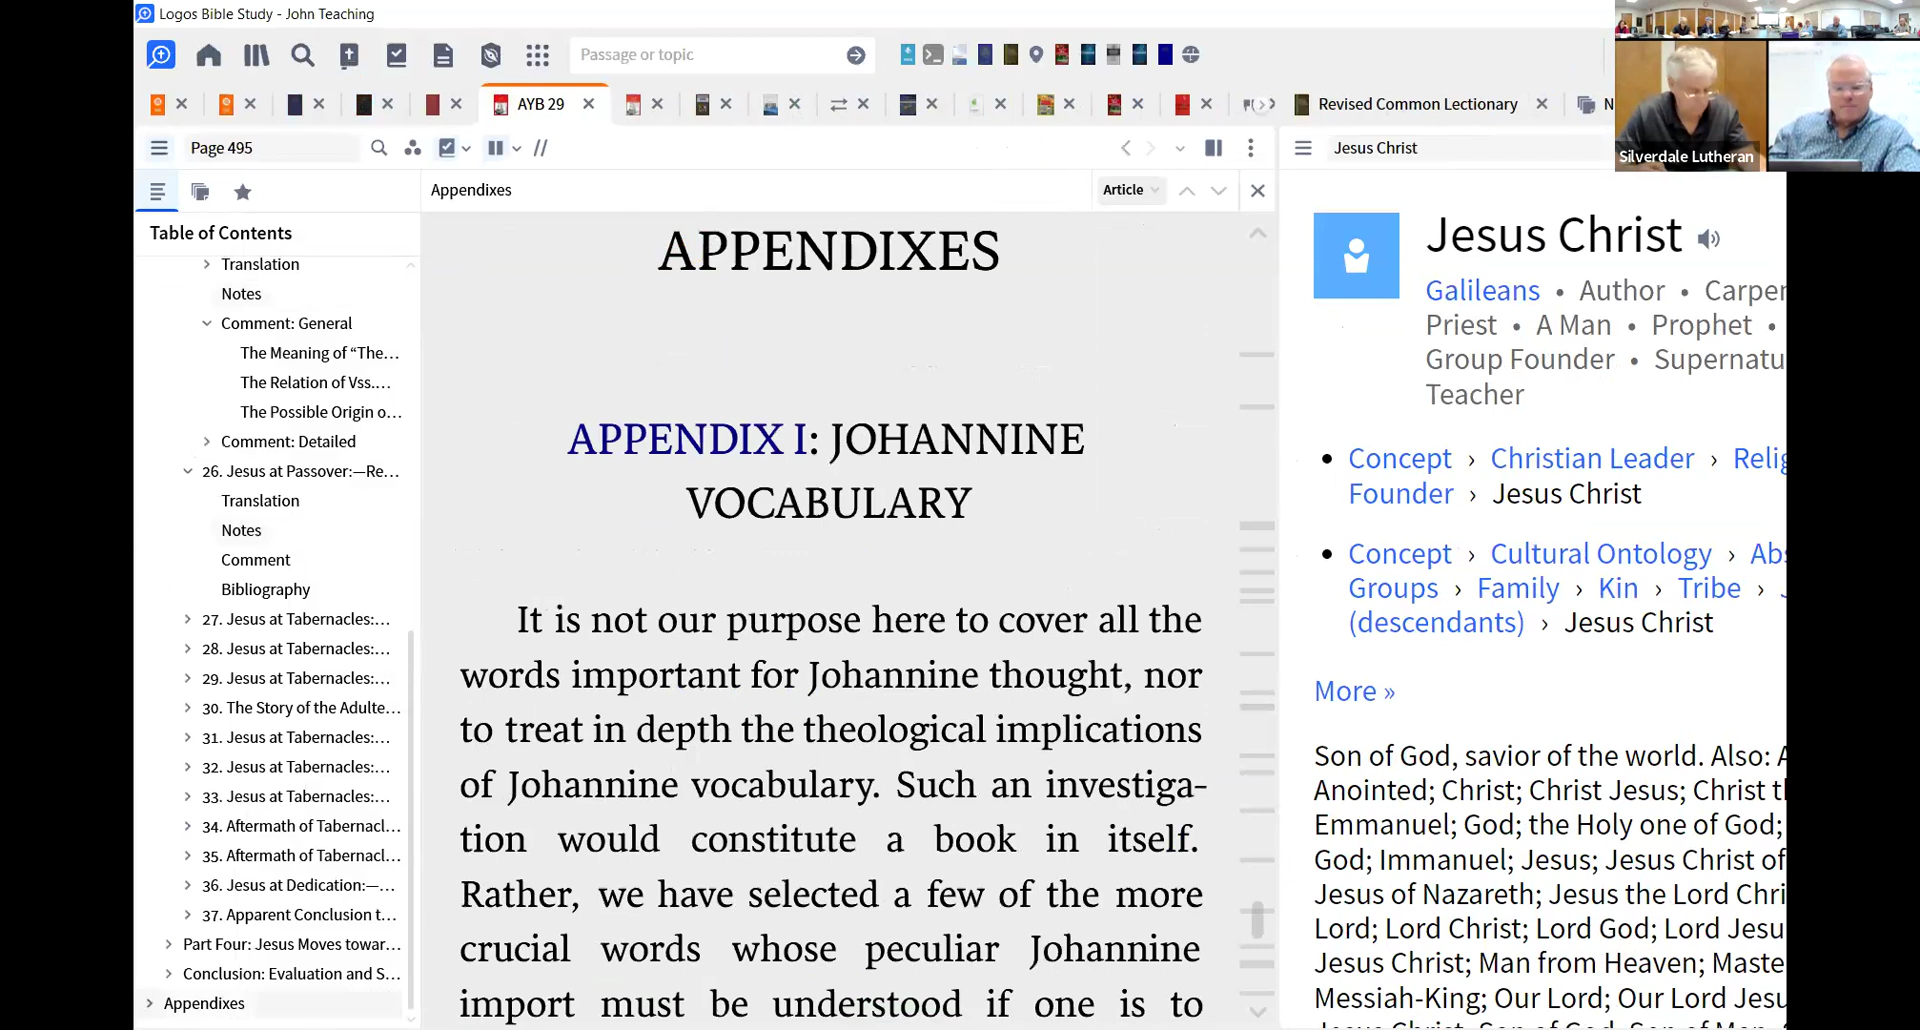 Logos Bible Study - John Teaching
Passage or topic
AYB 29
Revised Common Lectionary
N
Page 495
Jesus Christ
Silverdale Lutheran
Appendixes
Article
Table of Contents
Translation
Notes
Comment: General
The Meaning of “The...
The Relation of Vss....
The Possible Origin o...
Comment: Detailed
26. Jesus at Passover:—Re...
Translation
Notes
Comment
Bibliography
27. Jesus at Tabernacles:...
28. Jesus at Tabernacles:...
29. Jesus at Tabernacles:...
30. The Story of the Adulte...
31. Jesus at Tabernacles:...
32. Jesus at Tabernacles:...
33. Jesus at Tabernacles:...
34. Aftermath of Tabernacl...
35. Aftermath of Tabernacl...
36. Jesus at Dedication:—...
37. Apparent Conclusion t...
Part Four: Jesus Moves towar...
Conclusion: Evaluation and S...
Appendixes
APPENDIXES
APPENDIX I: JOHANNINE
VOCABULARY
It is not our purpose here to cover all the
words important for Johannine thought, nor
to treat in depth the theological implications
of Johannine vocabulary. Such an investiga-
tion would constitute a book in itself.
Rather, we have selected a few of the more
crucial words whose peculiar Johannine
import must be understood if one is to
Jesus Christ
Galileans • Author • Carpen
Priest • A Man • Prophet •
Group Founder • Supernatu
Teacher
• Concept › Christian Leader › Relig
Founder › Jesus Christ
• Concept › Cultural Ontology › Abs
Groups › Family › Kin › Tribe ›
(descendants) › Jesus Christ
More »
Son of God, savior of the world. Also: A
Anointed; Christ; Christ Jesus; Christ t
Emmanuel; God; the Holy one of God;
God; Immanuel; Jesus; Jesus Christ of
Jesus of Nazareth; Jesus the Lord Chri
Lord; Lord Christ; Lord God; Lord Jesu
Jesus Christ; Man from Heaven; Maste
Messiah-King; Our Lord; Our Lord Jesu